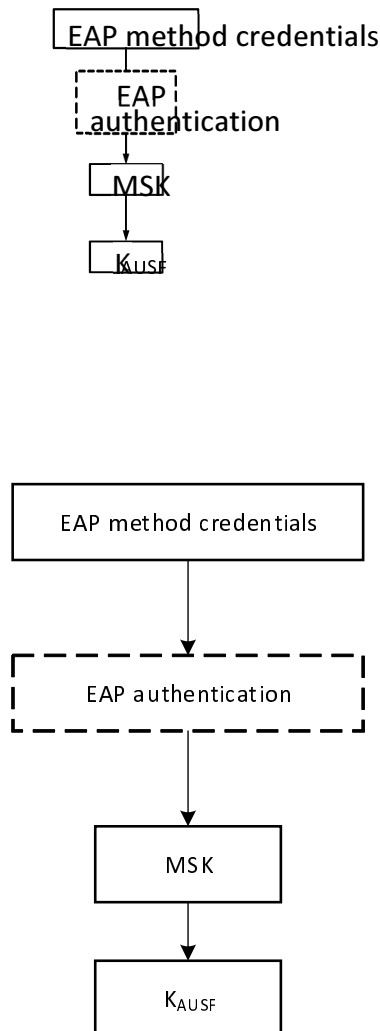 EAP method credentials
EAP
authentication
MSK
KAUSF
EAP method credentials
EAP authentication
MSK
KAUSF